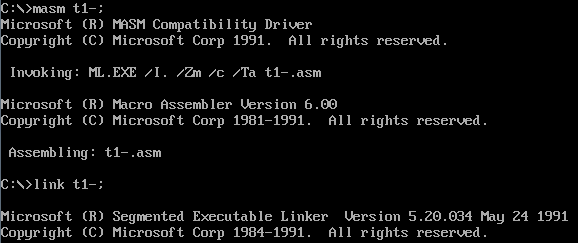 C:\>masm t1-;
Microsoft (R) MASM Compatibility Driver
Copyright (C) Microsoft Corp 1991.  All rights reserved.
Invoking: ML.EXE /I. /Zm /c /Ta t1-.asm
Microsoft (R) Macro Assembler Version 6.00
Copyright (C) Microsoft Corp 1981-1991.  All rights reserved.
Assembling: t1-.asm
C:\>link t1-;
Microsoft (R) Segmented Executable Linker  Version 5.20.034 May 24 1991
Copyright (C) Microsoft Corp 1984-1991.  All rights reserved.